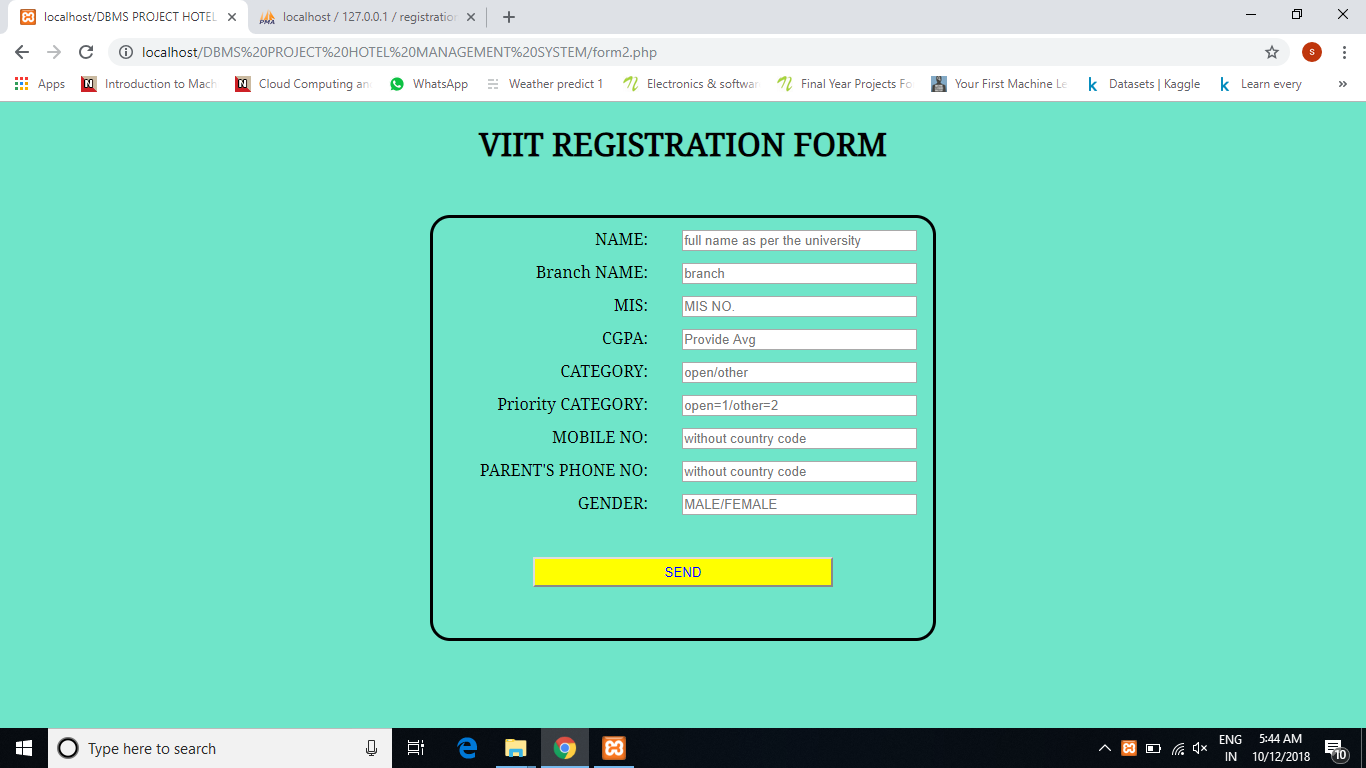 localhost/DBMS PROJECT HOTEL
localhost / 127.0.0.1 / registration
localhost/DBMS%20PROJECT%20HOTEL%20MANAGEMENT%20SYSTEM/form2.php
s
Apps
Introduction to Mach
Cloud Computing an
WhatsApp
Weather predict 1
Electronics & softwar
Final Year Projects Fo
Your First Machine Le
Datasets | Kaggle
Learn every
»
VIIT REGISTRATION FORM
NAME: full name as per the university
Branch NAME: branch
MIS: MIS NO.
CGPA: Provide Avg
CATEGORY: open/other
Priority CATEGORY: open=1/other=2
MOBILE NO: without country code
PARENT'S PHONE NO: without country code
GENDER: MALE/FEMALE
SEND
Type here to search
ENG
IN
5:44 AM
10/12/2018
10